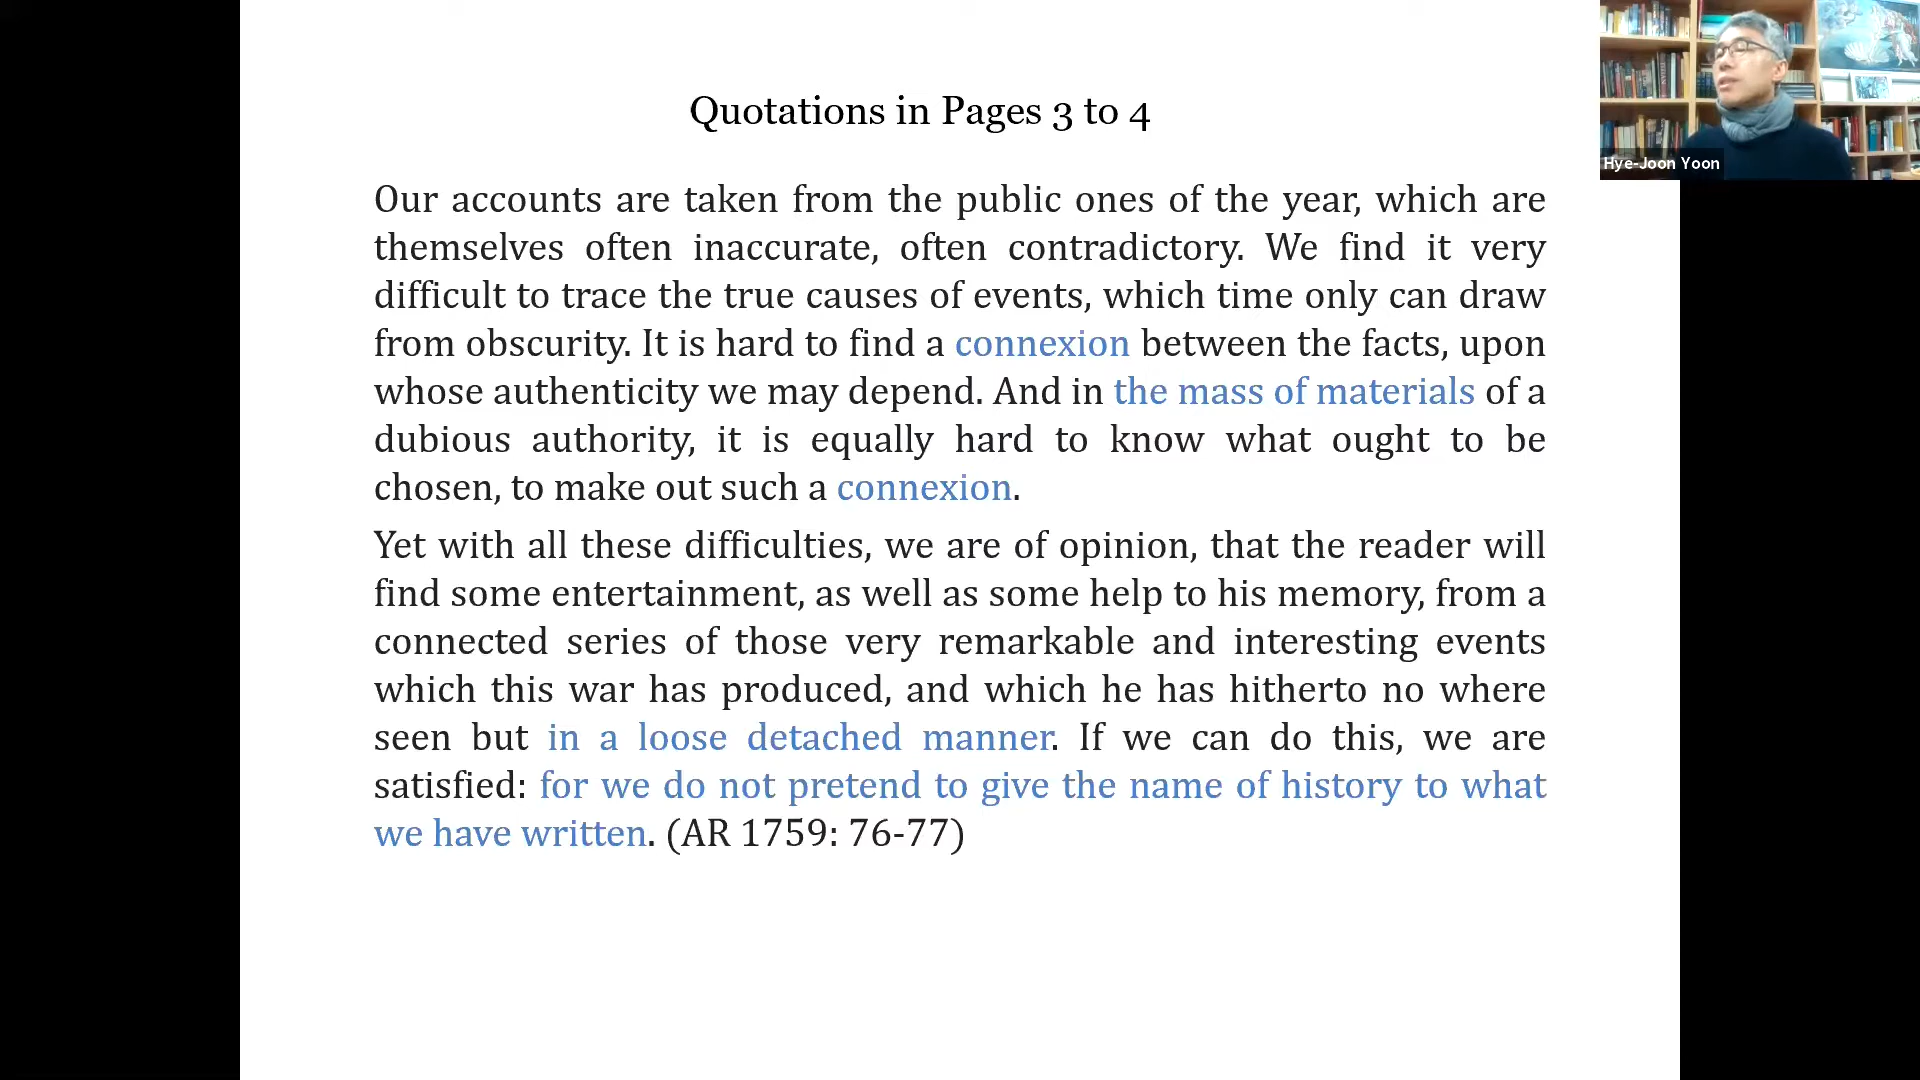 Quotations in Pages 3 to 4
Hye-Joon Yoon
Our accounts are taken from the public ones of the year, which are
themselves often inaccurate, often contradictory. We find it very
difficult to trace the true causes of events, which time only can draw
from obscurity. It is hard to find a connexion between the facts, upon
whose authenticity we may depend. And in the mass of materials of a
dubious authority, it is equally hard to know what ought to be
chosen, to make out such a connexion.
Yet with all these difficulties, we are of opinion, that the reader will
find some entertainment, as well as some help to his memory, from a
connected series of those very remarkable and interesting events
which this war has produced, and which he has hitherto no where
seen but in a loose detached manner. If we can do this, we are
satisfied: for we do not pretend to give the name of history to what
we have written. (AR 1759: 76-77)